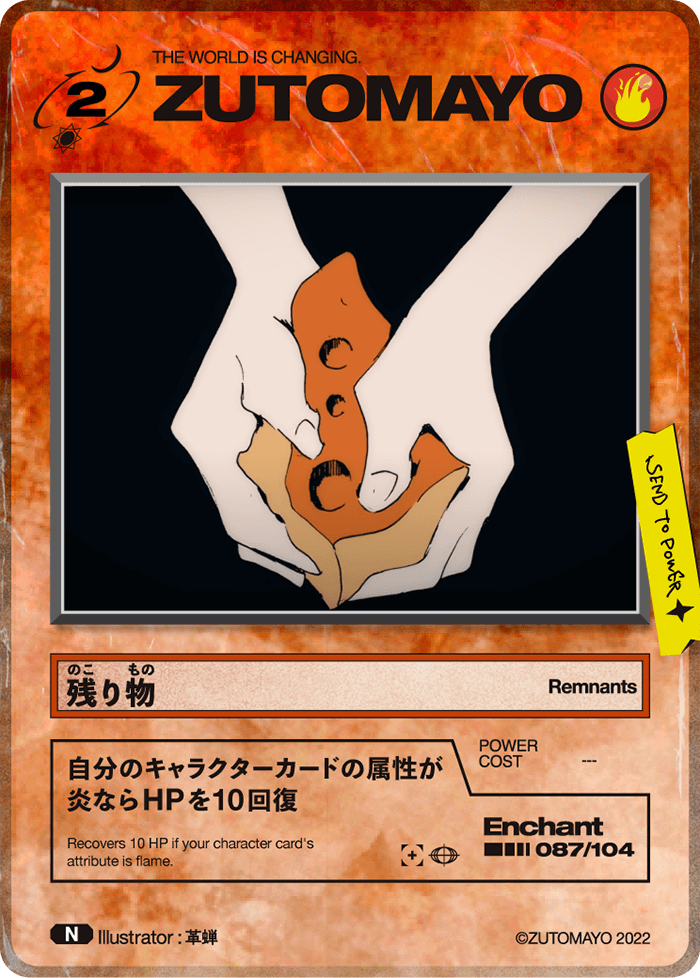 THE WORLD IS CHANGING.
2
ZUTOMAYO
SEND TO POWER
のこ もの
残り物
Remnants
自分のキャラクターカードの属性が
炎ならHPを10回復
Recovers 10 HP if your character card's
attribute is flame.
POWER
COST
---
Enchant
087/104
N
Illustrator : 革蝉
©ZUTOMAYO 2022